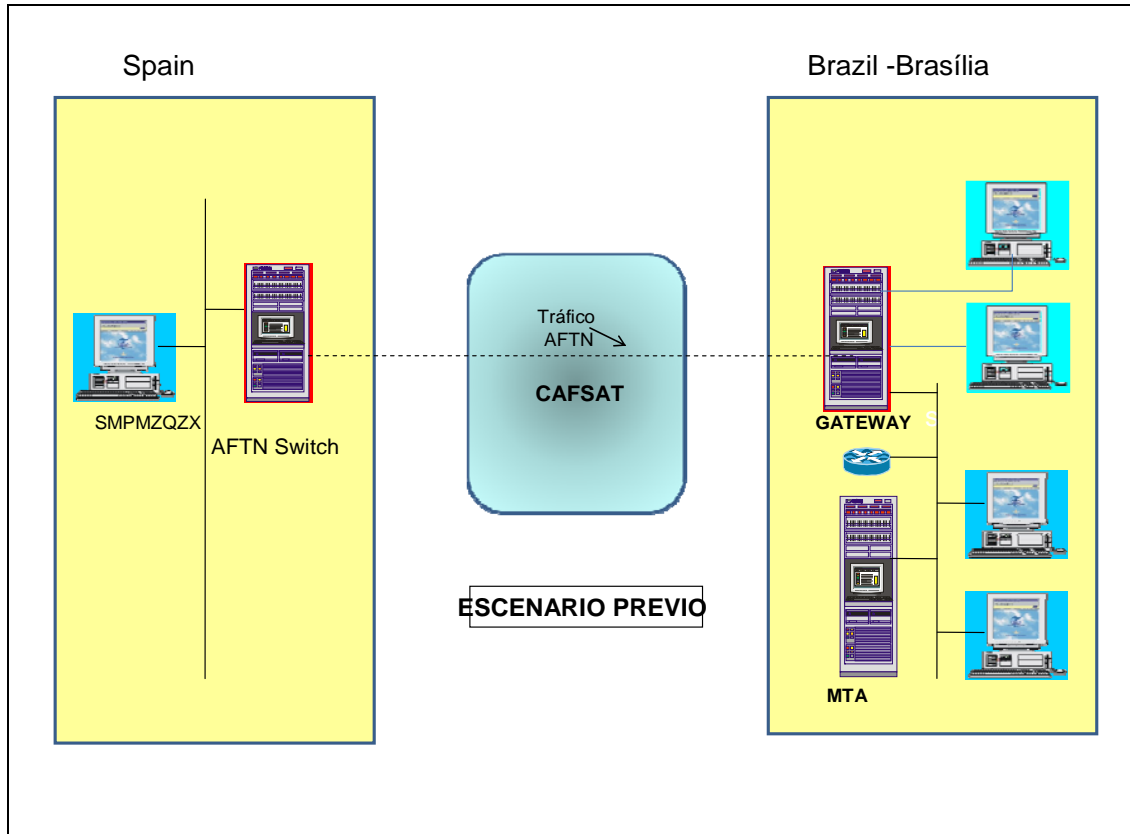 Spain
Brazil -Brasília
Tráfico
AFTN
CAFSAT
SMPMZQZX
AFTN Switch
GATEWAY
S
ESCENARIO PREVIO
MTA